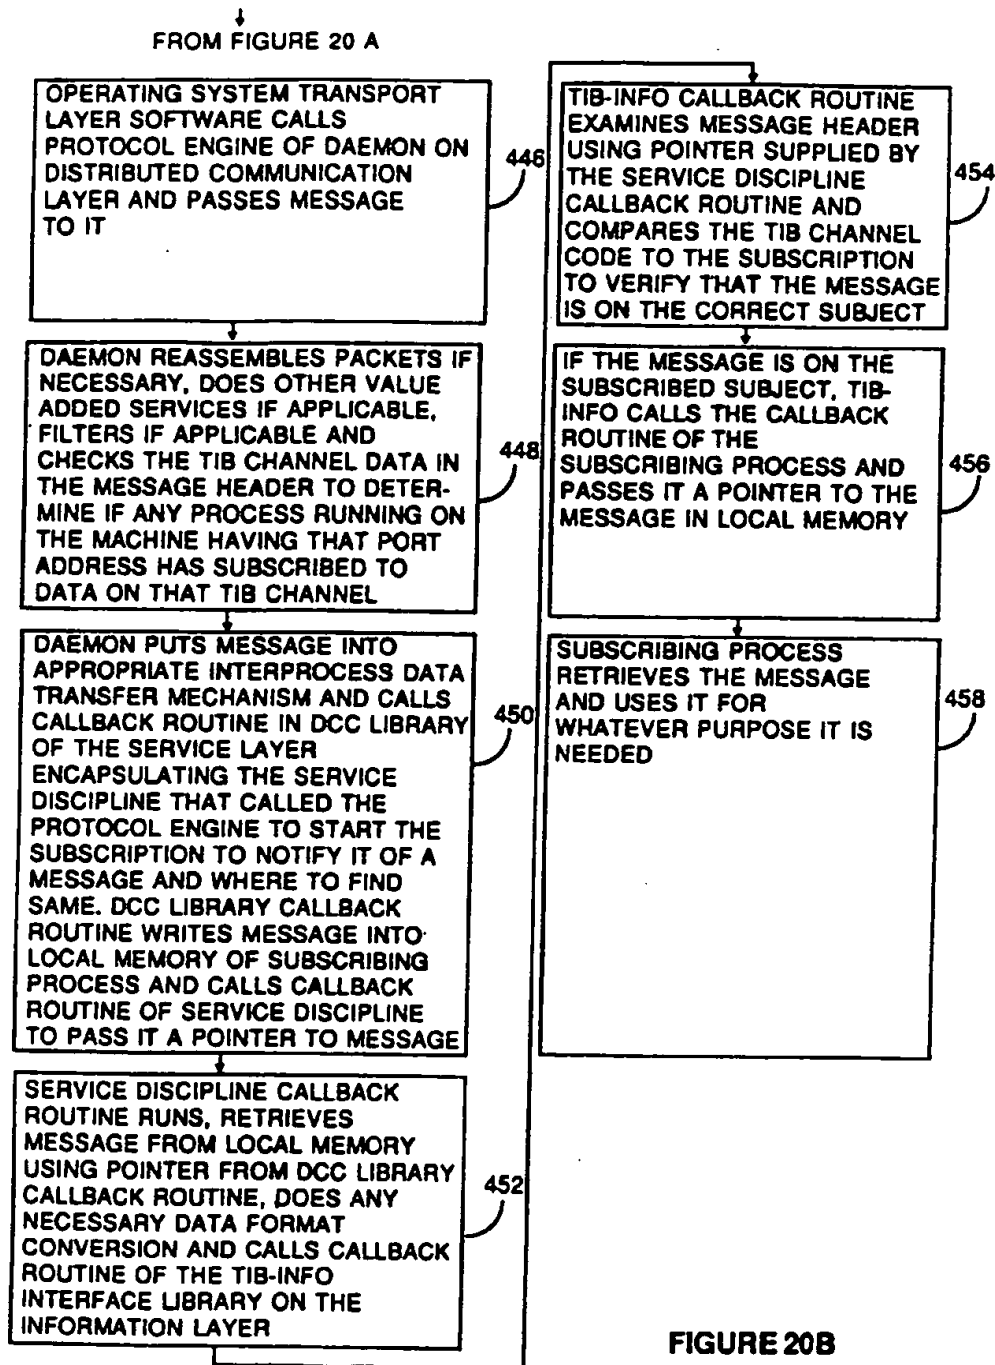 FROM FIGURE 20 A
OPERATING SYSTEM TRANSPORT
LAYER SOFTWARE CALLS
PROTOCOL ENGINE OF DAEMON ON
DISTRIBUTED COMMUNICATION
LAYER AND PASSES MESSAGE
TO IT
446
DAEMON REASSEMBLES PACKETS IF
NECESSARY, DOES OTHER VALUE
ADDED SERVICES IF APPLICABLE,
FILTERS IF APPLICABLE AND
CHECKS THE TIB CHANNEL DATA IN
THE MESSAGE HEADER TO DETER-
MINE IF ANY PROCESS RUNNING ON
THE MACHINE HAVING THAT PORT
ADDRESS HAS SUBSCRIBED TO
DATA ON THAT TIB CHANNEL
448
DAEMON PUTS MESSAGE INTO
APPROPRIATE INTERPROCESS DATA
TRANSFER MECHANISM AND CALLS
CALLBACK ROUTINE IN DCC LIBRARY
OF THE SERVICE LAYER
ENCAPSULATING THE SERVICE
DISCIPLINE THAT CALLED THE
PROTOCOL ENGINE TO START THE
SUBSCRIPTION TO NOTIFY IT OF A
MESSAGE AND WHERE TO FIND
SAME. DCC LIBRARY CALLBACK
ROUTINE WRITES MESSAGE INTO
LOCAL MEMORY OF SUBSCRIBING
PROCESS AND CALLS CALLBACK
ROUTINE OF SERVICE DISCIPLINE
TO PASS IT A POINTER TO MESSAGE
450
SERVICE DISCIPLINE CALLBACK
ROUTINE RUNS, RETRIEVES
MESSAGE FROM LOCAL MEMORY
USING POINTER FROM DCC LIBRARY
CALLBACK ROUTINE, DOES ANY
NECESSARY DATA FORMAT
CONVERSION AND CALLS CALLBACK
ROUTINE OF THE TIB-INFO
INTERFACE LIBRARY ON THE
INFORMATION LAYER
452
TIB-INFO CALLBACK ROUTINE
EXAMINES MESSAGE HEADER
USING POINTER SUPPLIED BY
THE SERVICE DISCIPLINE
CALLBACK ROUTINE AND
COMPARES THE TIB CHANNEL
CODE TO THE SUBSCRIPTION
TO VERIFY THAT THE MESSAGE
IS ON THE CORRECT SUBJECT
454
IF THE MESSAGE IS ON THE
SUBSCRIBED SUBJECT, TIB-
INFO CALLS THE CALLBACK
ROUTINE OF THE
SUBSCRIBING PROCESS AND
PASSES IT A POINTER TO THE
MESSAGE IN LOCAL MEMORY
456
SUBSCRIBING PROCESS
RETRIEVES THE MESSAGE
AND USES IT FOR
WHATEVER PURPOSE IT IS
NEEDED
458
FIGURE 20B